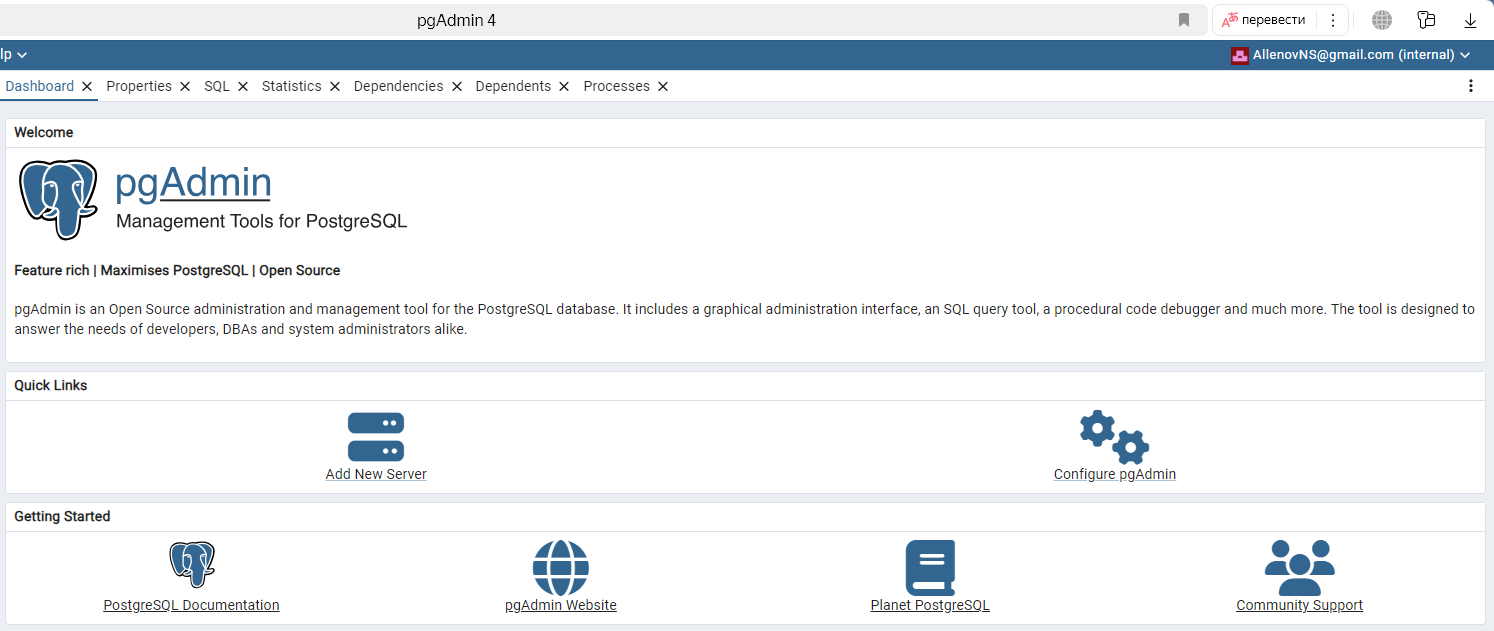 pgAdmin 4
перевести
lp
AllenovNS@gmail.com (internal)
Dashboard Properties SQL Statistics Dependencies Dependents Processes
Welcome
pgAdmin
Management Tools for PostgreSQL
Feature rich | Maximises PostgreSQL | Open Source
pgAdmin is an Open Source administration and management tool for the PostgreSQL database. It includes a graphical administration interface, an SQL query tool, a procedural code debugger and much more. The tool is designed to
answer the needs of developers, DBAs and system administrators alike.
Quick Links
Add New Server
Configure pgAdmin
Getting Started
PostgreSQL Documentation
pgAdmin Website
Planet PostgreSQL
Community Support